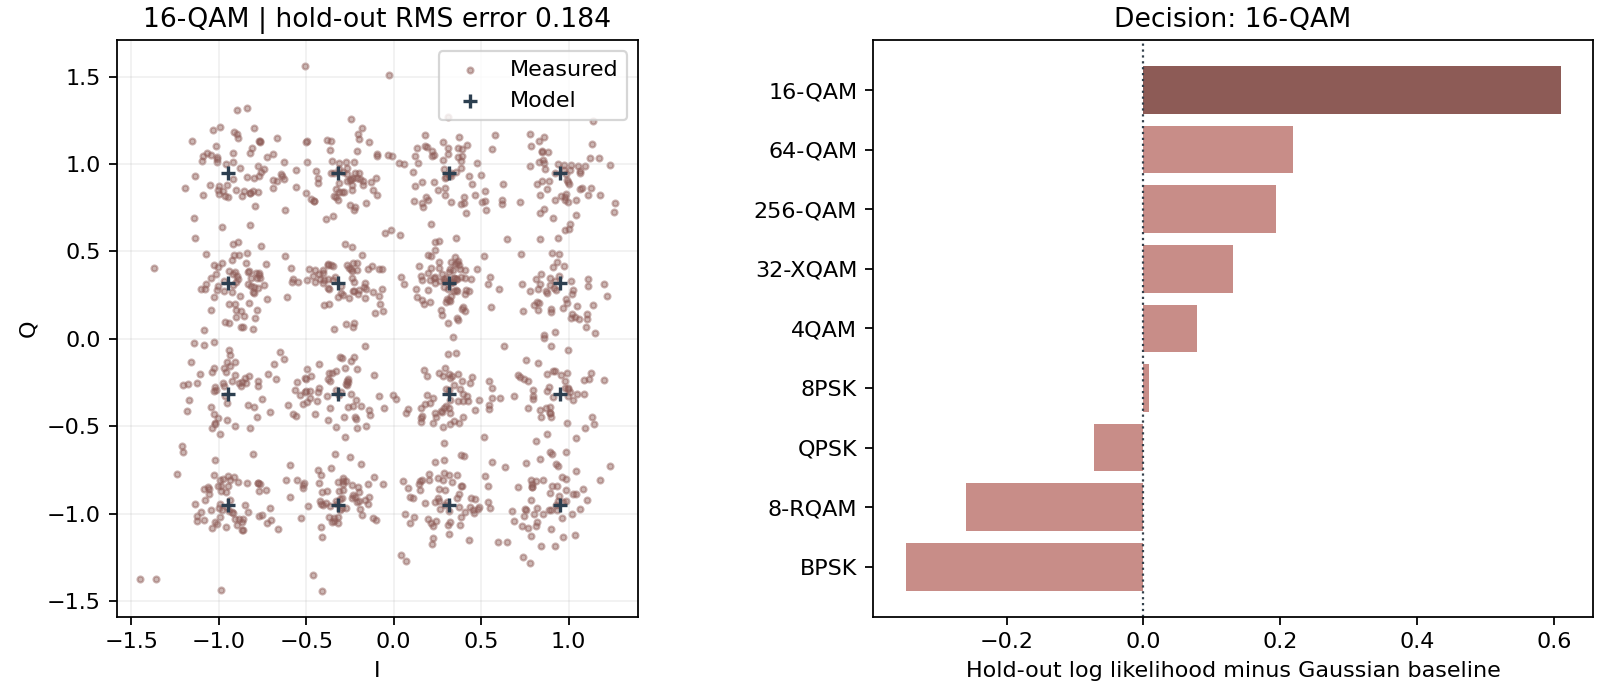 16-QAM | hold-out RMS error 0.184
Measured
Model
1.5
1.0
0.5
0.0
−0.5
−1.0
−1.5
Q
−1.5
−1.0
−0.5
0.0
0.5
1.0
I
Decision: 16-QAM
16-QAM
64-QAM
256-QAM
32-XQAM
4QAM
8PSK
QPSK
8-RQAM
BPSK
−0.2
0.0
0.2
0.4
0.6
Hold-out log likelihood minus Gaussian baseline